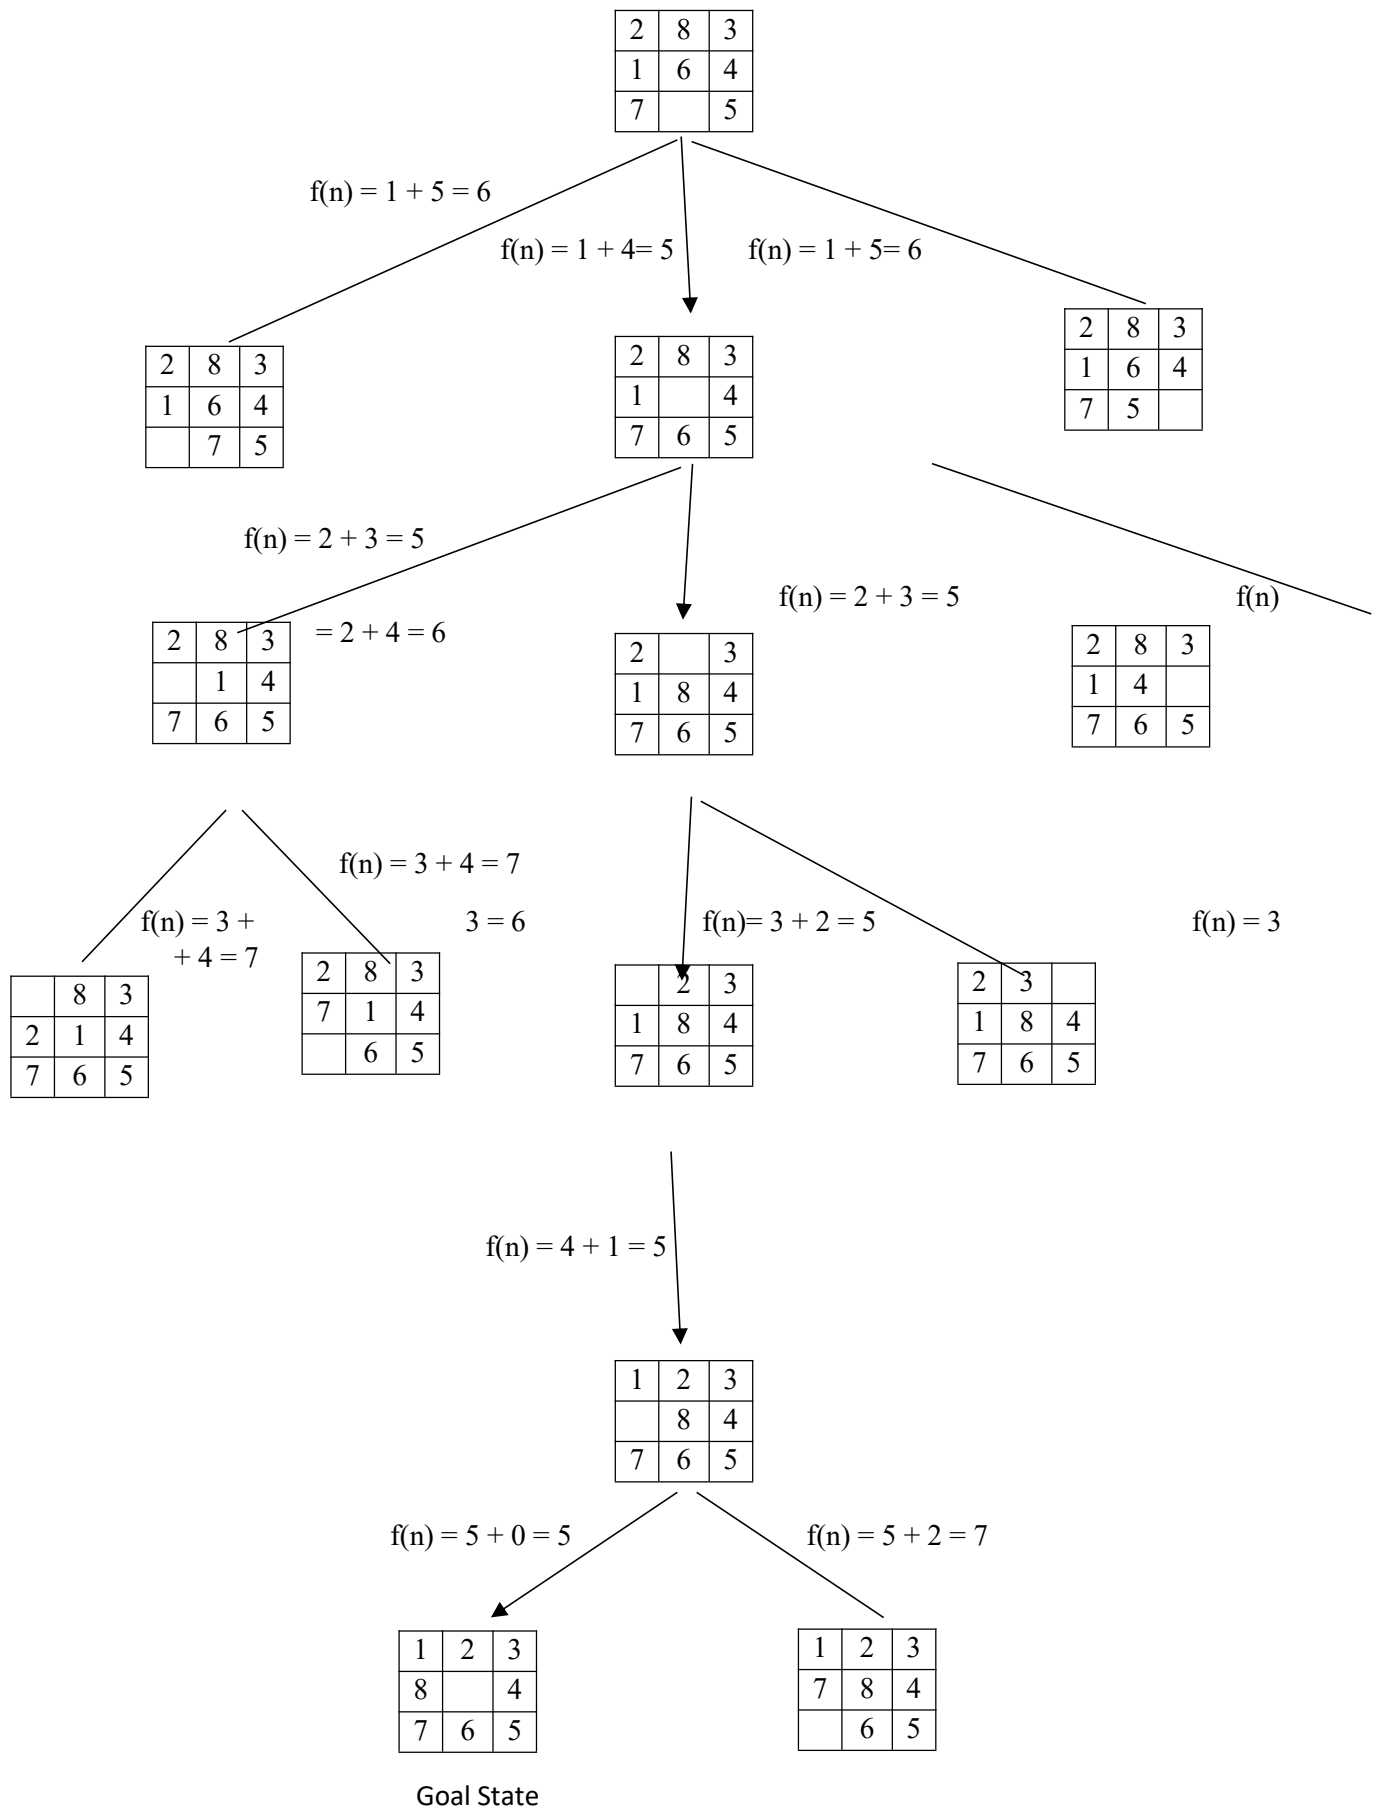 2 8 3
1 6 4
7 5
f(n) = 1 + 5 = 6
f(n) = 1 + 4= 5
f(n) = 1 + 5= 6
2 8 3
1 6 4
7 5
2 8 3
1 4
7 6 5
2 8 3
1 6 4
7 5
f(n) = 2 + 3 = 5
f(n) = 2 + 3 = 5
f(n)
= 2 + 4 = 6
2 8 3
1 4
7 6 5
2 3
1 8 4
7 6 5
2 8 3
1 4
7 6 5
f(n) = 3 + 4 = 7
f(n) = 3 +
3 = 6
f(n)= 3 + 2 = 5
f(n) = 3
+ 4 = 7
8 3
2 1 4
7 6 5
2 8 3
7 1 4
6 5
2 3
1 8 4
7 6 5
2 3
1 8 4
7 6 5
f(n) = 4 + 1 = 5
1 2 3
8 4
7 6 5
f(n) = 5 + 0 = 5
f(n) = 5 + 2 = 7
1 2 3
8 4
7 6 5
1 2 3
7 8 4
6 5
Goal State